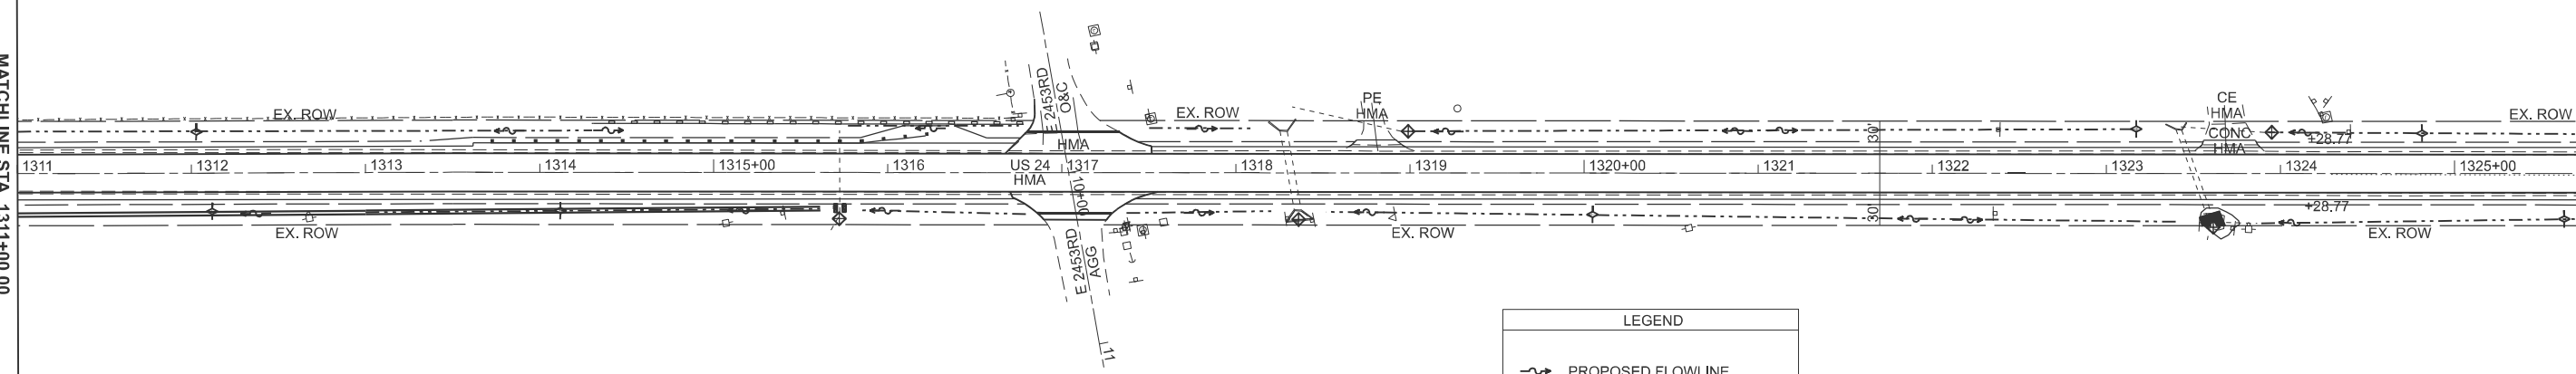 MATCHLINE STA. 1311+00.00
EX. ROW
E 2453RD
O&C
HMA
EX. ROW
PE
HMA
30'
CE
HMA
CONC
HMA
+28.77
EX. ROW
1311
1312
1313
1314
1315+00
1316
US 24
HMA
1317
1318
1319
1320+00
1321
1322
1323
1324
1325+00
10+00
EX. ROW
E 2453RD
AGG
11
EX. ROW
30'
+28.77
EX. ROW
LEGEND
PROPOSED FLOWLINE